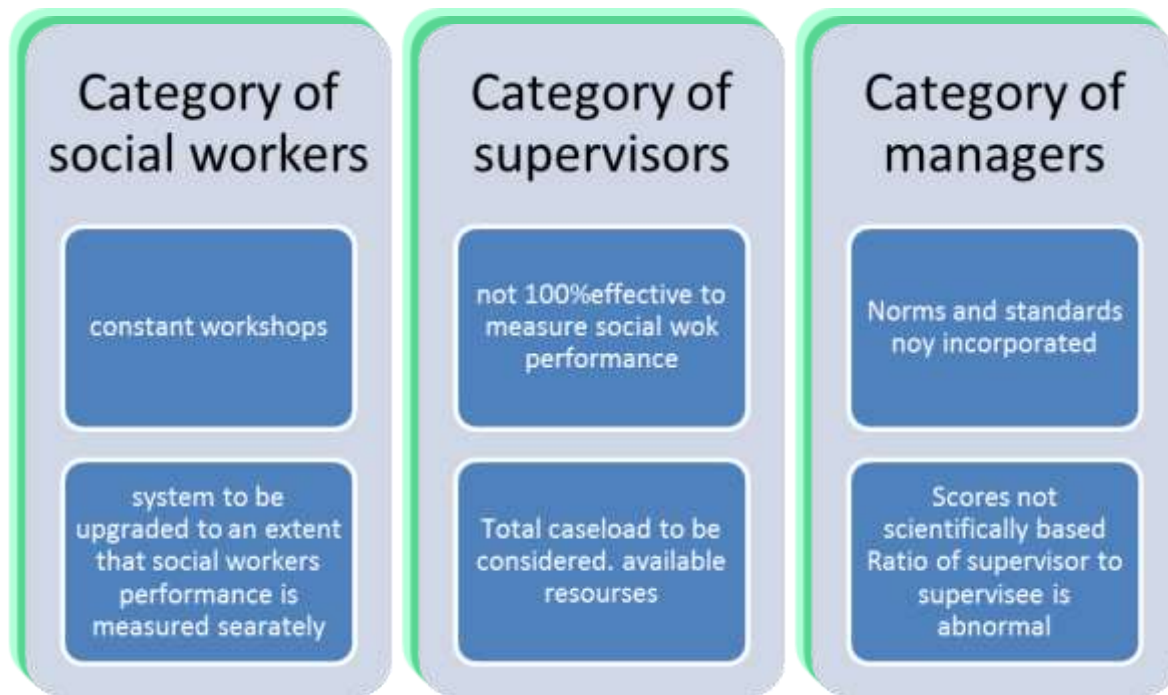 Category of
social workers
constant workshops
system to be
upgraded to an extent
that social workers
performance is
measured searately
Category of
supervisors
not 100%effective to
measure social wok
performance
Total caseload to be
considered. available
resourses
Category of
managers
Norms and standards
noy incorporated
Scores not
scientifically based
Ratio of supervisor to
supervisee is
abnormal